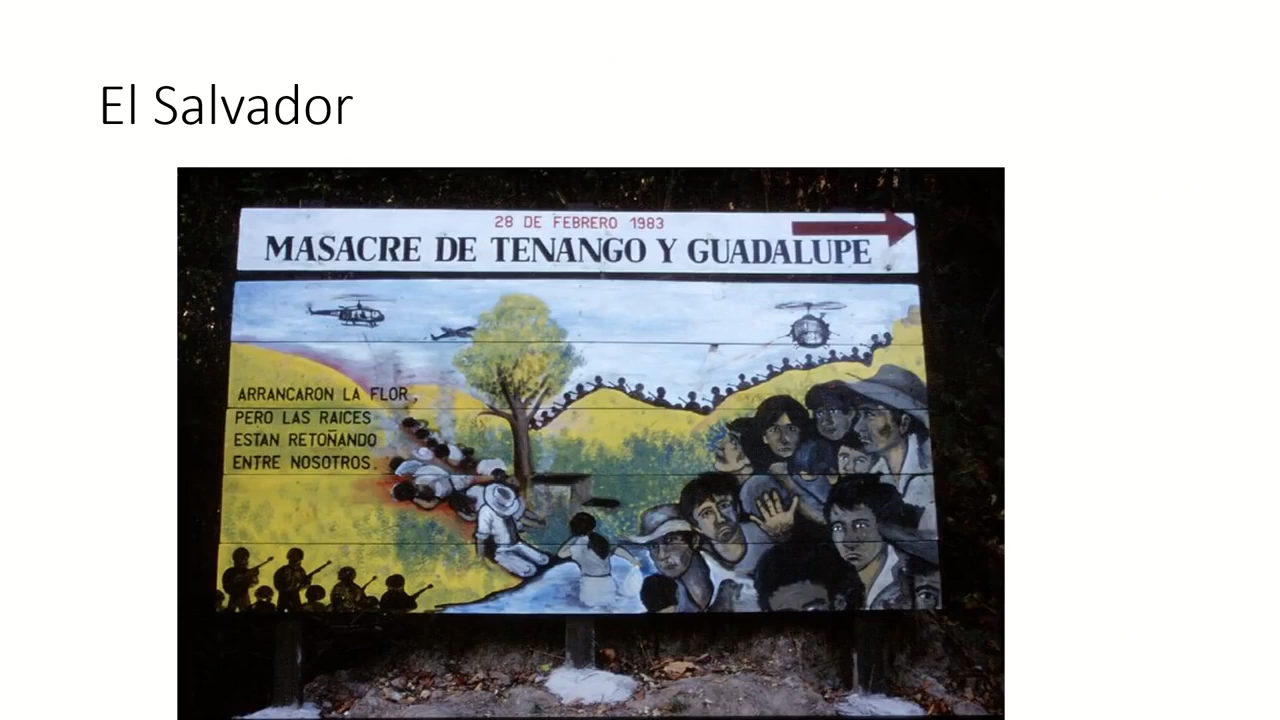 El Salvador
28 DE FEBRERO 1983
MASACRE DE TENANGO Y GUADALUPE
ARRANCARON LA FLOR,
PERO LAS RAICES
ESTAN RETOÑANDO
ENTRE NOSOTROS.